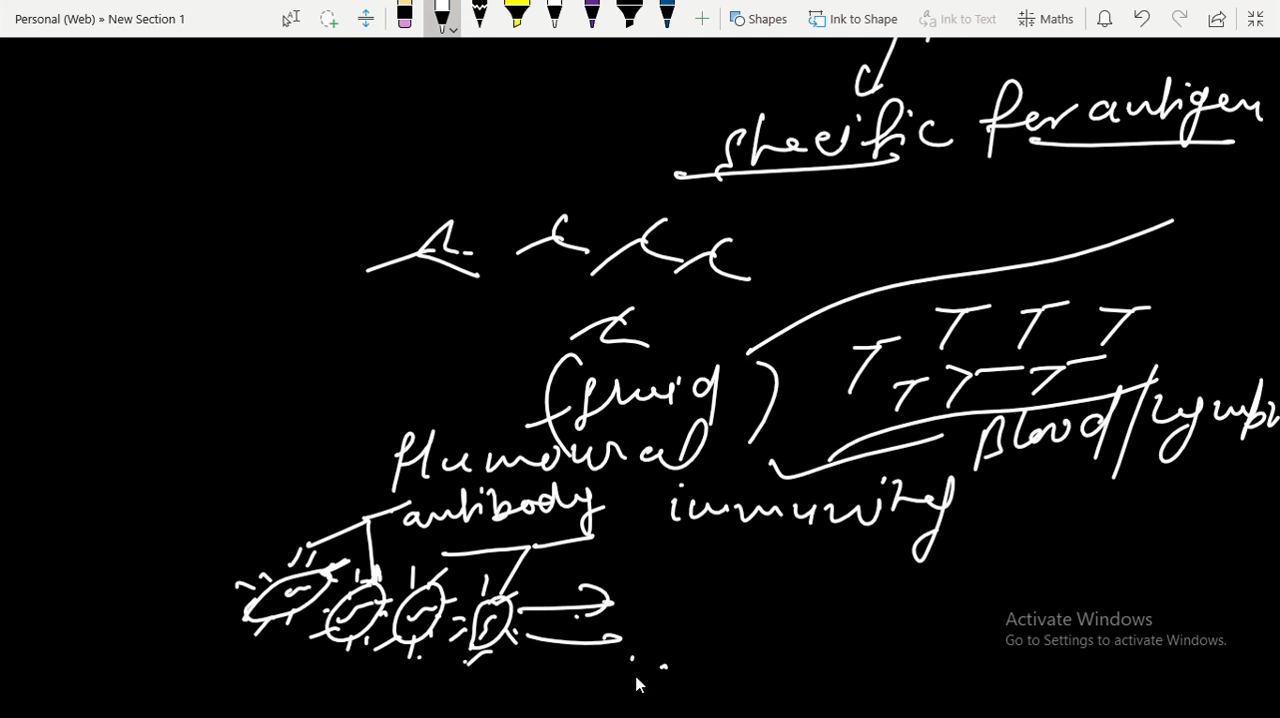 Personal (Web) » New Section 1
Shapes
Ink to Shape
Ink to Text
Maths
specific for antigen
T T T
T T T T
(fluid)
Humoural
Blood/lymph
antibody
immunity
Activate Windows
Go to Settings to activate Windows.